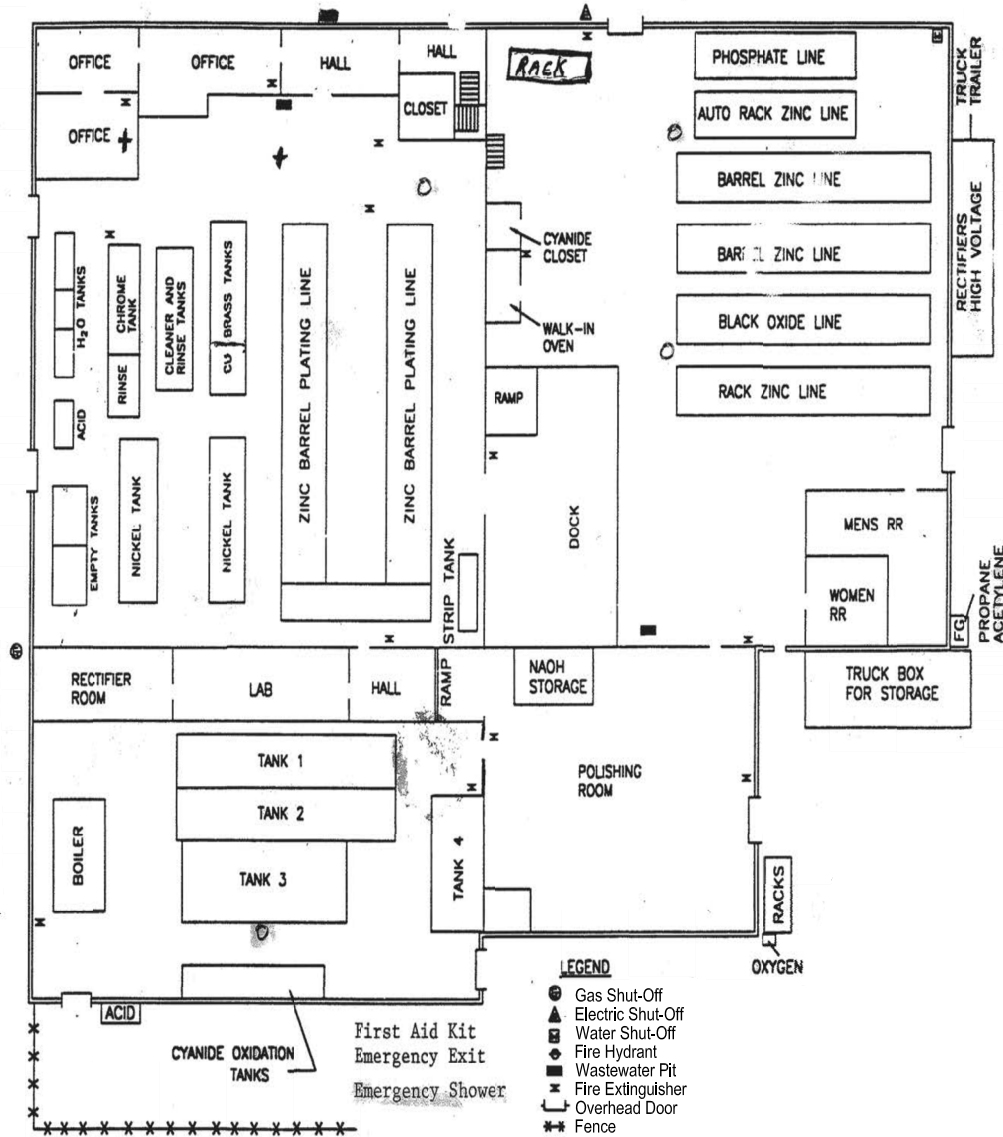 OFFICE
OFFICE
HALL
HALL
RACK
PHOSPHATE LINE
TRUCK
TRAILER
CLOSET
AUTO RACK ZINC LINE
OFFICE
BARREL ZINC LINE
CYANIDE
CLOSET
BARREL ZINC LINE
RECTIFIERS
HIGH VOLTAGE
H2O TANKS
CHROME
TANK
CLEANER AND
RINSE TANKS
CU BRASS TANKS
ZINC BARREL PLATING LINE
ZINC BARREL PLATING LINE
WALK-IN
OVEN
BLACK OXIDE LINE
RINSE
RACK ZINC LINE
RAMP
ACID
EMPTY TANKS
NICKEL TANK
NICKEL TANK
STRIP TANK
DOCK
MENS RR
WOMEN
RR
FG
PROPANE
ACETYLENE
RECTIFIER
ROOM
LAB
HALL
RAMP
NAOH
STORAGE
TRUCK BOX
FOR STORAGE
TANK 1
TANK 2
TANK 3
TANK 4
BOILER
POLISHING
ROOM
RACKS
OXYGEN
ACID
CYANIDE OXIDATION
TANKS
First Aid Kit
Emergency Exit
Emergency Shower
LEGEND
Gas Shut-Off
Electric Shut-Off
Water Shut-Off
Fire Hydrant
Wastewater Pit
Fire Extinguisher
Overhead Door
Fence